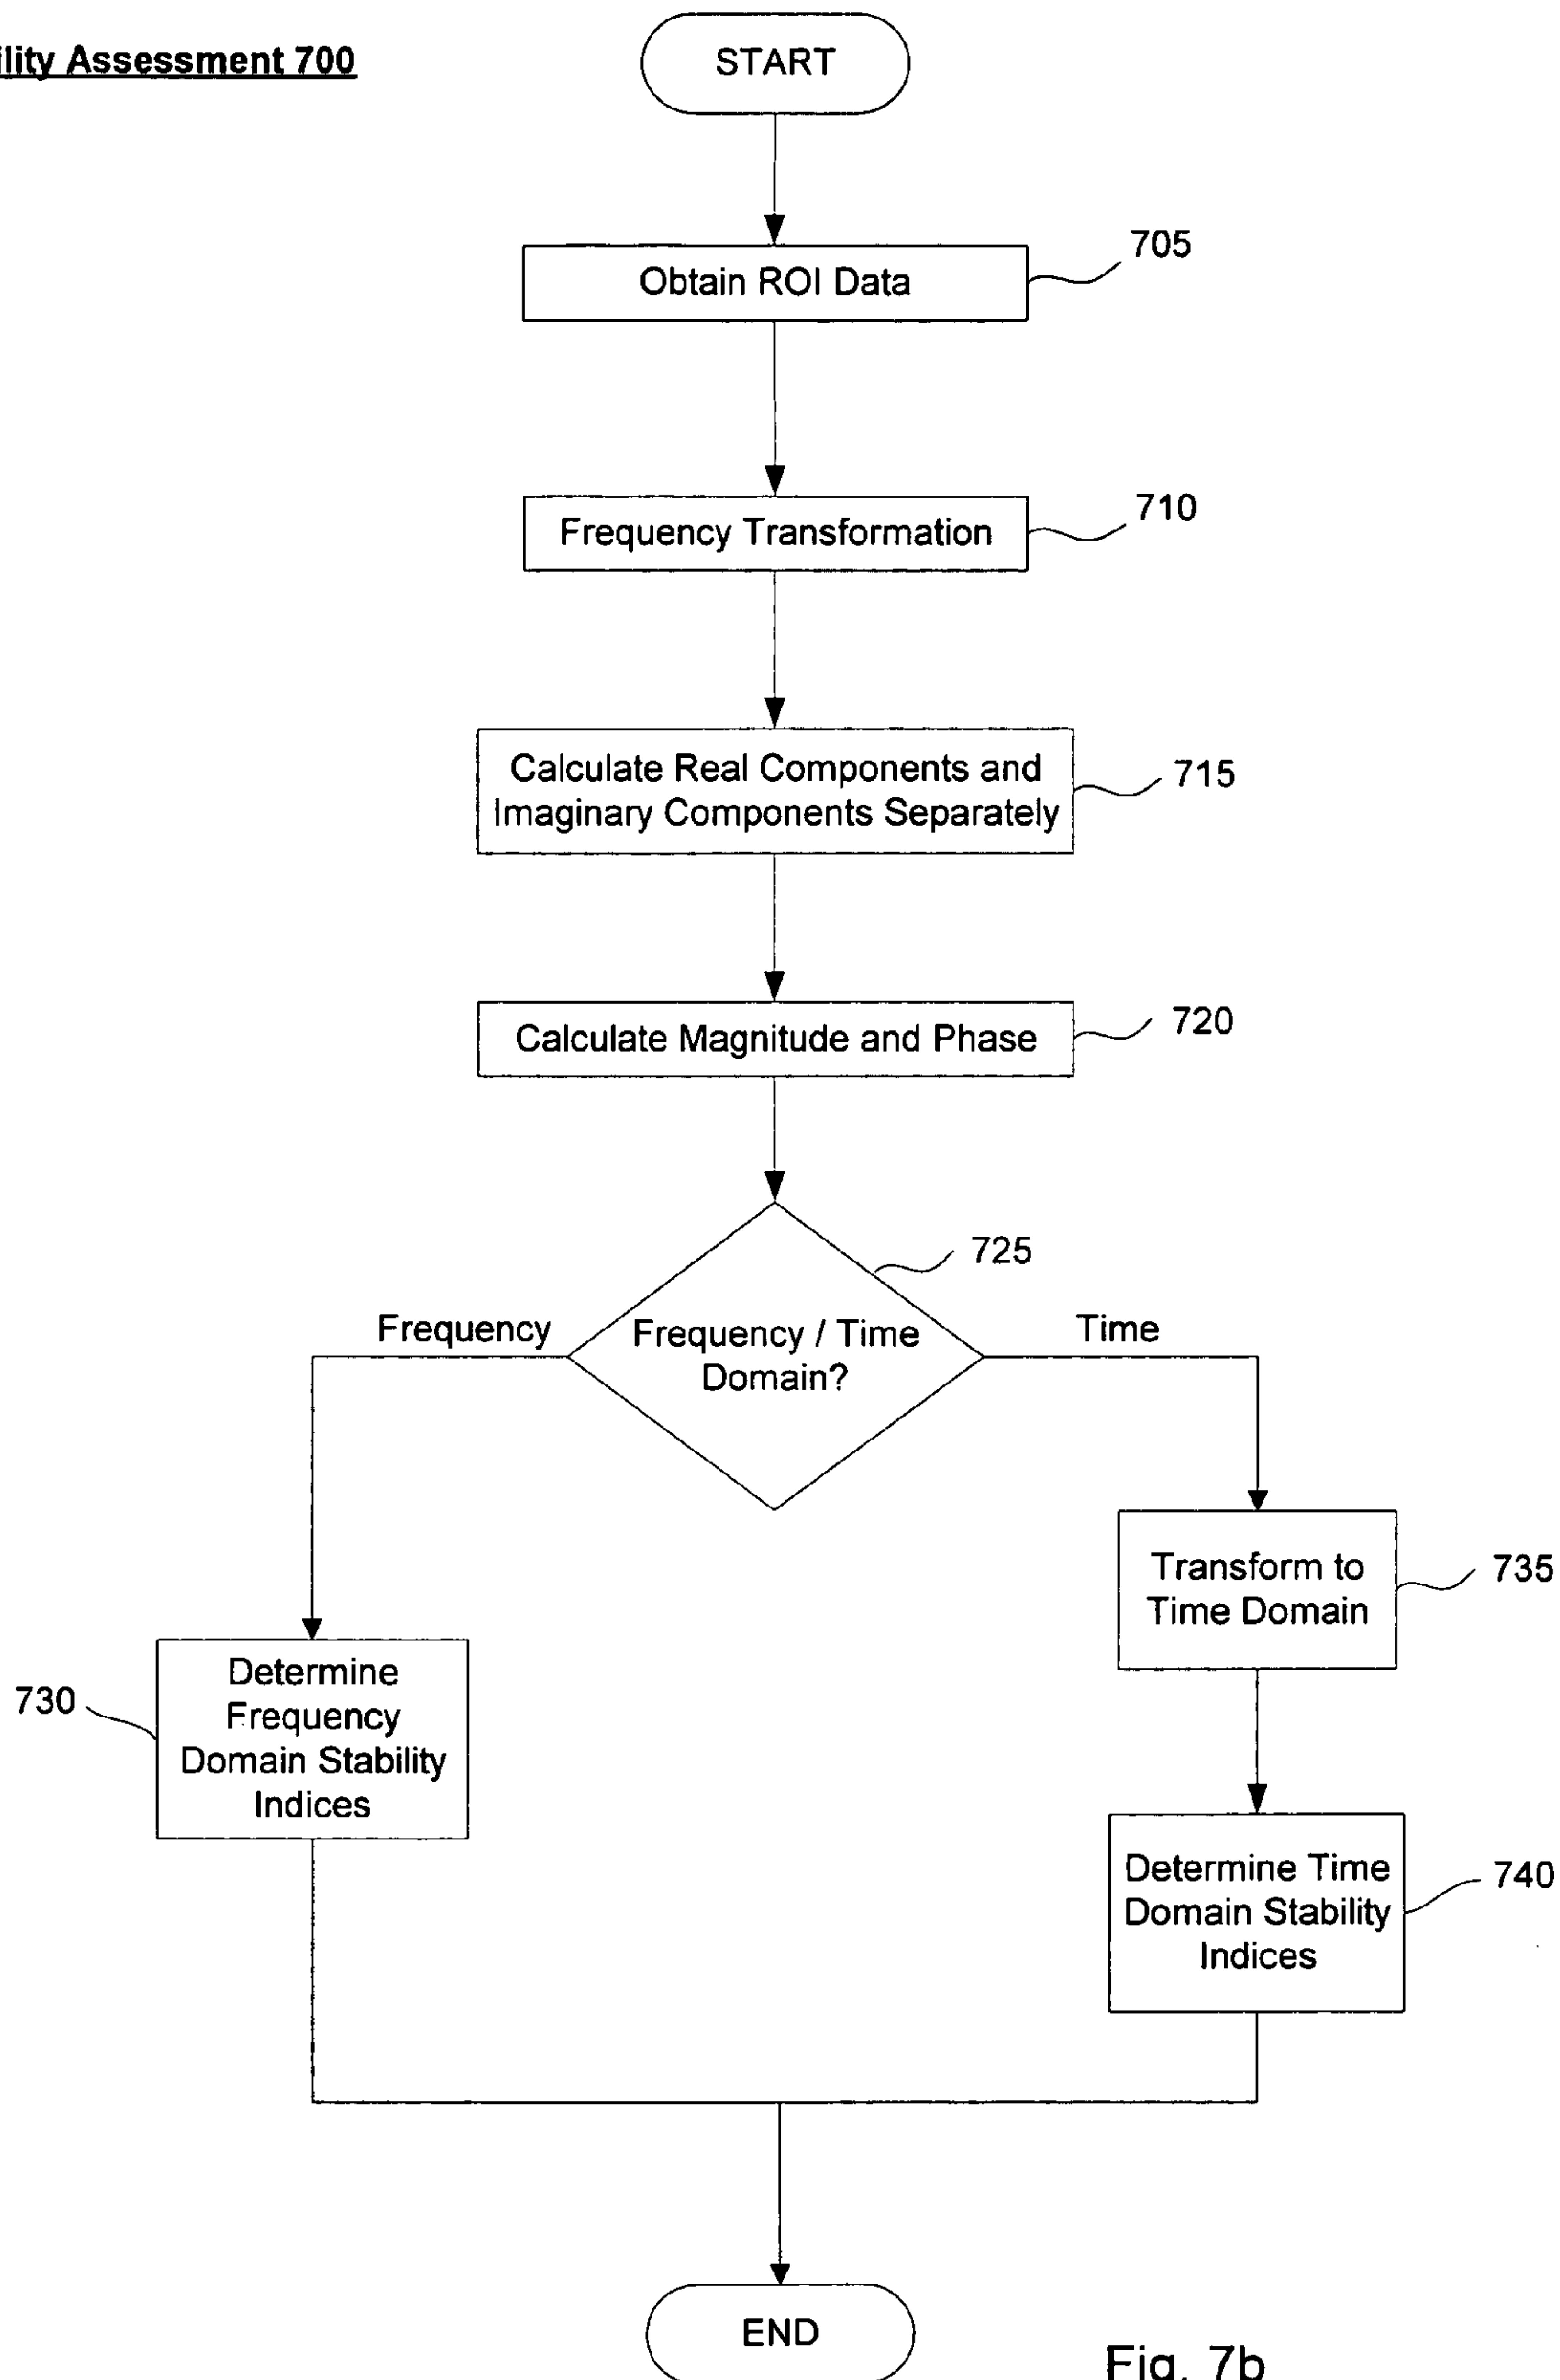 ility Assessment 700
START
705
Obtain ROI Data
710
Frequency Transformation
Calculate Real Components and
Imaginary Components Separately
715
Calculate Magnitude and Phase
720
725
Frequency
Frequency / Time
Domain?
Time
Transform to
Time Domain
735
730
Determine
Frequency
Domain Stability
Indices
Determine Time
Domain Stability
Indices
740
END
Fig. 7b